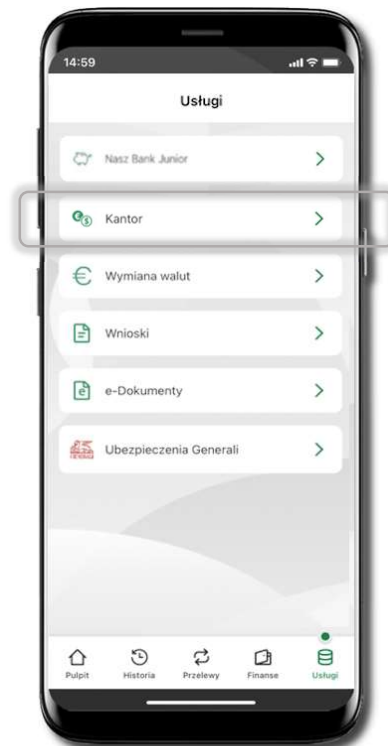 14:59
Usługi
Nasz Bank Junior
Kantor
Wymiana walut
Wnioski
e-Dokumenty
Ubezpieczenia Generali
Pulpit
Historia
Przelewy
Finanse
Usługi